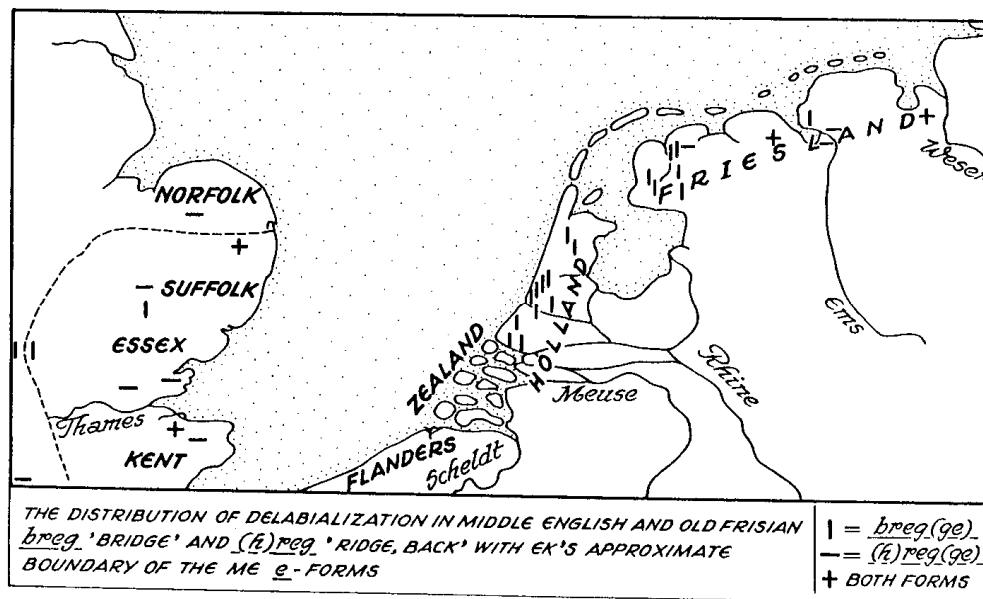 NORFOLK
SUFFOLK
ESSEX
Thames
KENT
FRIESLAND
Weser
Ems
HOLLAND
ZEALAND
Rhine
Meuse
FLANDERS
Scheldt
THE DISTRIBUTION OF DELABIALIZATION IN MIDDLE ENGLISH AND OLD FRISIAN
breg 'BRIDGE' AND (h)reg 'RIDGE, BACK' WITH EK'S APPROXIMATE
BOUNDARY OF THE ME e-FORMS
| = breg(ge)
– = (h)reg(ge)
+ BOTH FORMS